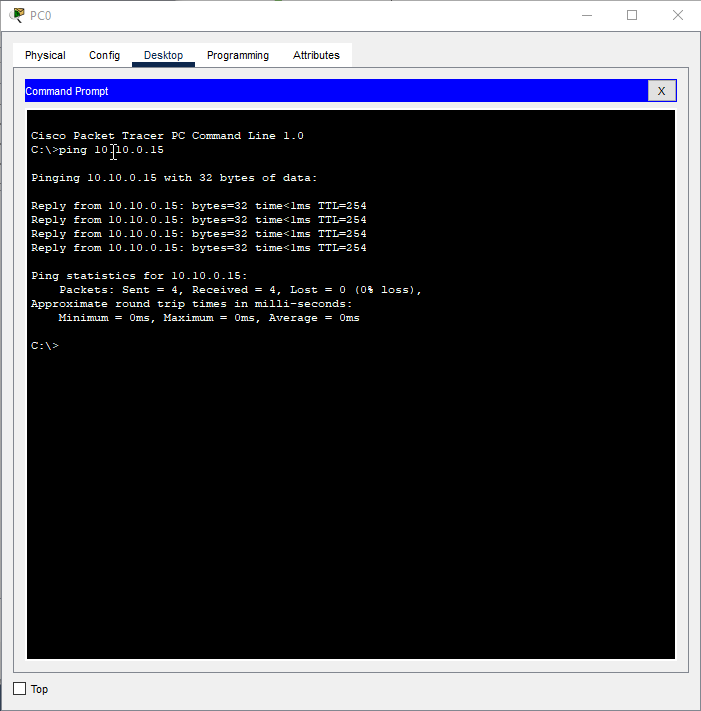 PC0
Physical Config Desktop Programming Attributes
Command Prompt X
Cisco Packet Tracer PC Command Line 1.0
C:\>ping 10.10.0.15
Pinging 10.10.0.15 with 32 bytes of data:
Reply from 10.10.0.15: bytes=32 time<1ms TTL=254
Reply from 10.10.0.15: bytes=32 time<1ms TTL=254
Reply from 10.10.0.15: bytes=32 time<1ms TTL=254
Reply from 10.10.0.15: bytes=32 time<1ms TTL=254
Ping statistics for 10.10.0.15:
Packets: Sent = 4, Received = 4, Lost = 0 (0% loss),
Approximate round trip times in milli-seconds:
Minimum = 0ms, Maximum = 0ms, Average = 0ms
C:\>
Top